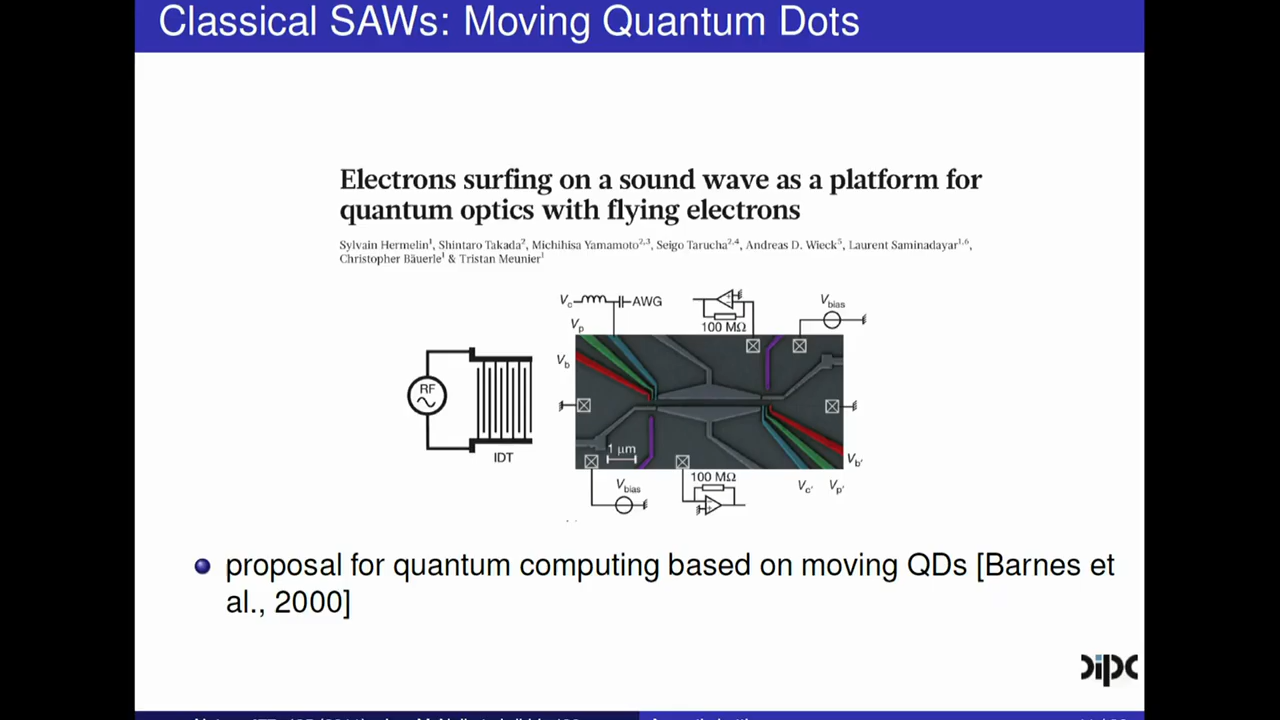 Classical SAWs: Moving Quantum Dots
Electrons surfing on a sound wave as a platform for
quantum optics with flying electrons
Sylvain Hermelin¹, Shintaro Takada², Michihisa Yamamoto²,³, Seigo Tarucha²,⁴, Andreas D. Wieck⁵, Laurent Saminadayar¹,⁶,
Christopher Bäuerle¹ & Tristan Meunier¹
Vc
AWG
100 MΩ
Vbias
Vp
Vb
RF
IDT
1 μm
Vbias
100 MΩ
Vb'
Vc'
Vp'
proposal for quantum computing based on moving QDs [Barnes et
al., 2000]
dipc